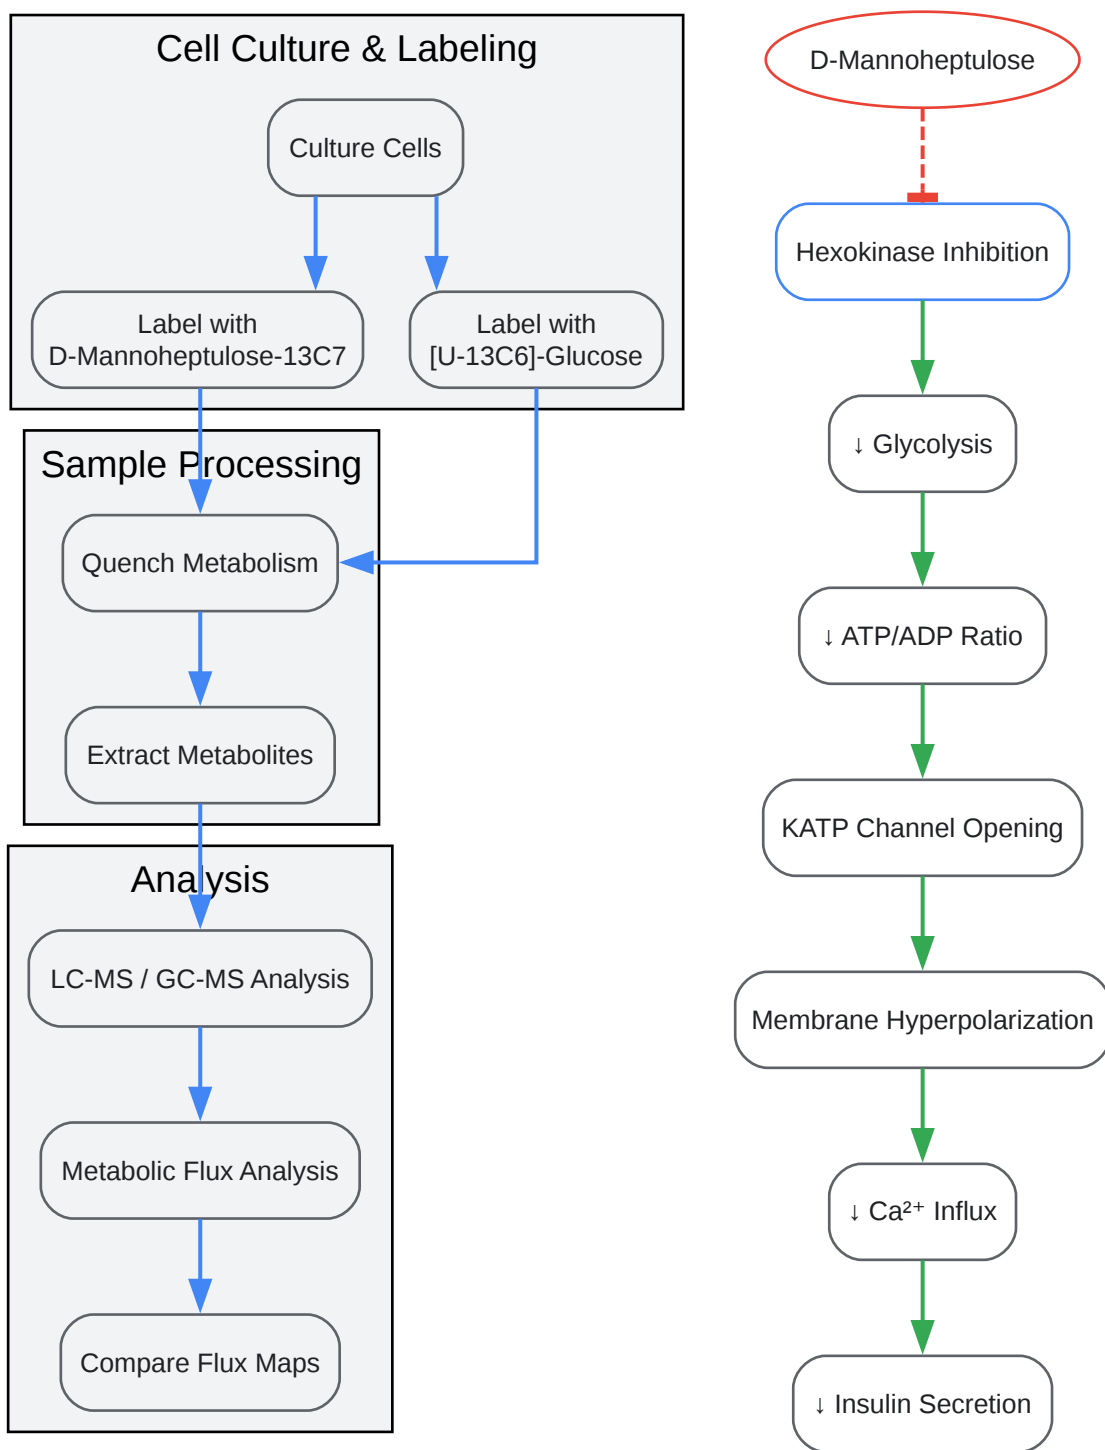 Cell Culture & Labeling
Culture Cells
Label with
D-Mannoheptulose-13C7
Label with
[U-13C6]-Glucose
Sample Processing
Quench Metabolism
Extract Metabolites
Analysis
LC-MS / GC-MS Analysis
Metabolic Flux Analysis
Compare Flux Maps
D-Mannoheptulose
Hexokinase Inhibition
↓ Glycolysis
↓ ATP/ADP Ratio
KATP Channel Opening
Membrane Hyperpolarization
↓ Ca²⁺ Influx
↓ Insulin Secretion